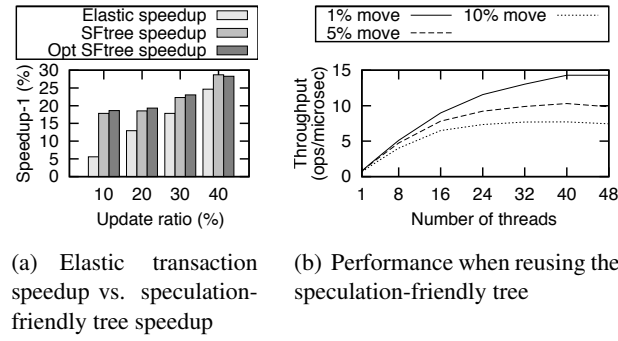 Elastic speedup
SFtree speedup
Opt SFtree speedup
Speedup-1 (%)
30
25
20
15
10
5
0
10 20 30 40
Update ratio (%)
(a) Elastic transaction
speedup vs. speculation-
friendly tree speedup
1% move 10% move
5% move
Throughput
(ops/microsec)
15
10
5
0
1 8 16 24 32 40 48
Number of threads
(b) Performance when reusing the
speculation-friendly tree